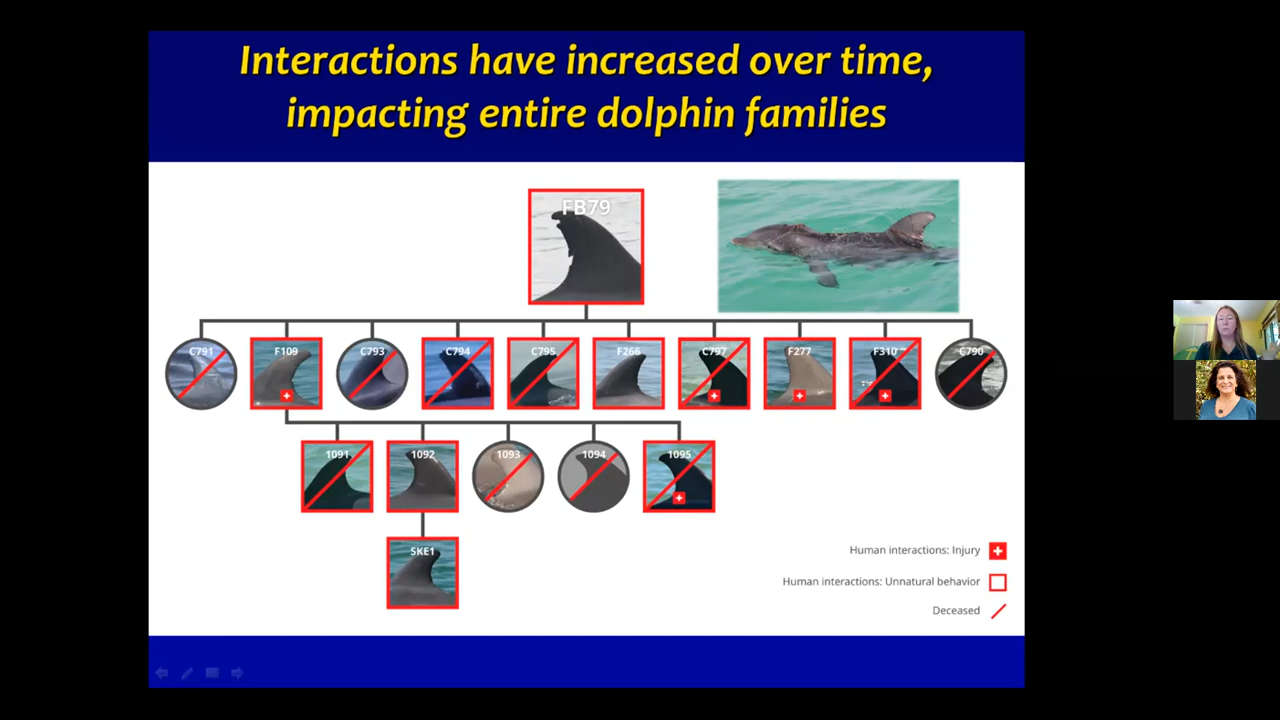 Interactions have increased over time,
impacting entire dolphin families
FB79
C791
F109
C793
C794
C795
F266
C797
F277
F310
C790
1091
1092
1093
1094
1095
SKE1
Human interactions: Injury
Human interactions: Unnatural behavior
Deceased